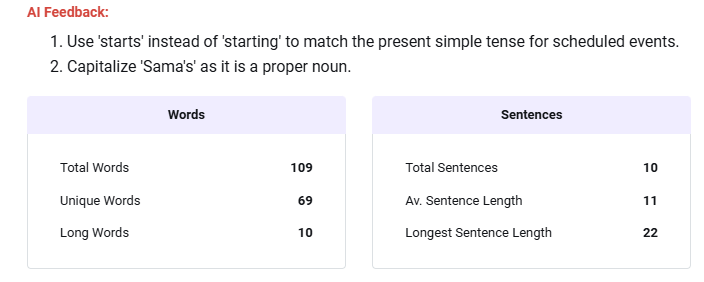 AI Feedback:
1. Use 'starts' instead of 'starting' to match the present simple tense for scheduled events.
2. Capitalize 'Sama's' as it is a proper noun.
Words
Total Words 109
Unique Words 69
Long Words 10
Sentences
Total Sentences 10
Av. Sentence Length 11
Longest Sentence Length 22